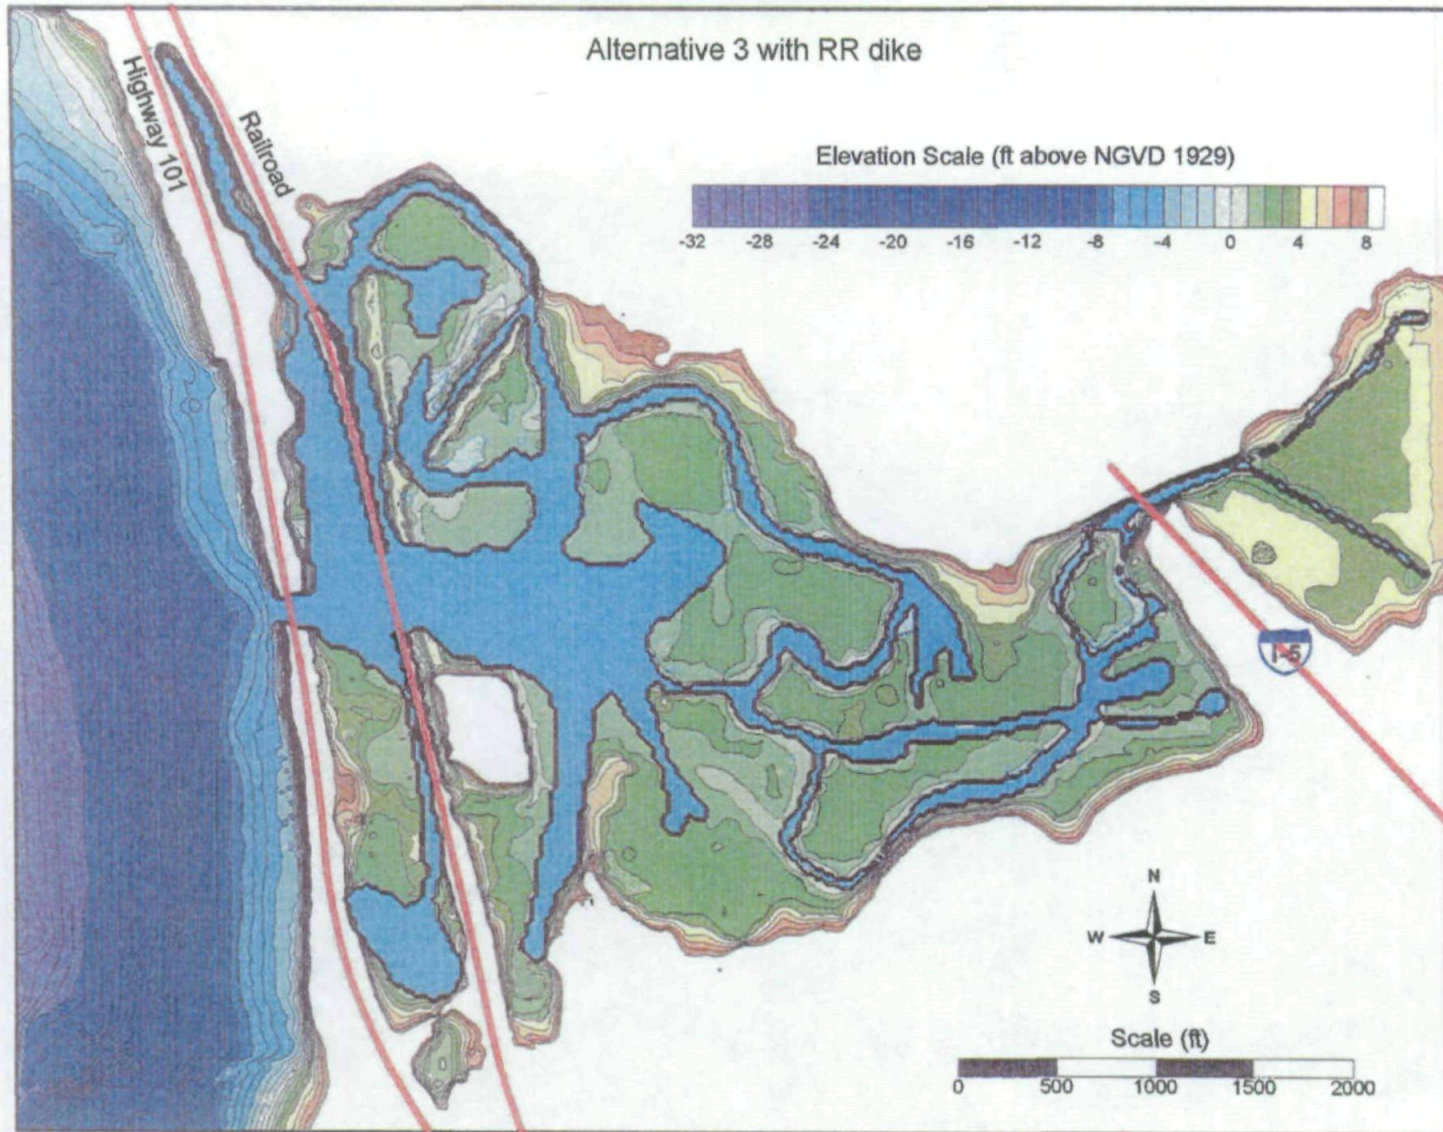 Alternative 3 with RR dike
Highway 101
Railroad
Elevation Scale (ft above NGVD 1929)
-32 -28 -24 -20 -16 -12 -8 -4 0 4 8
I-5
N
W E
S
Scale (ft)
0 500 1000 1500 2000